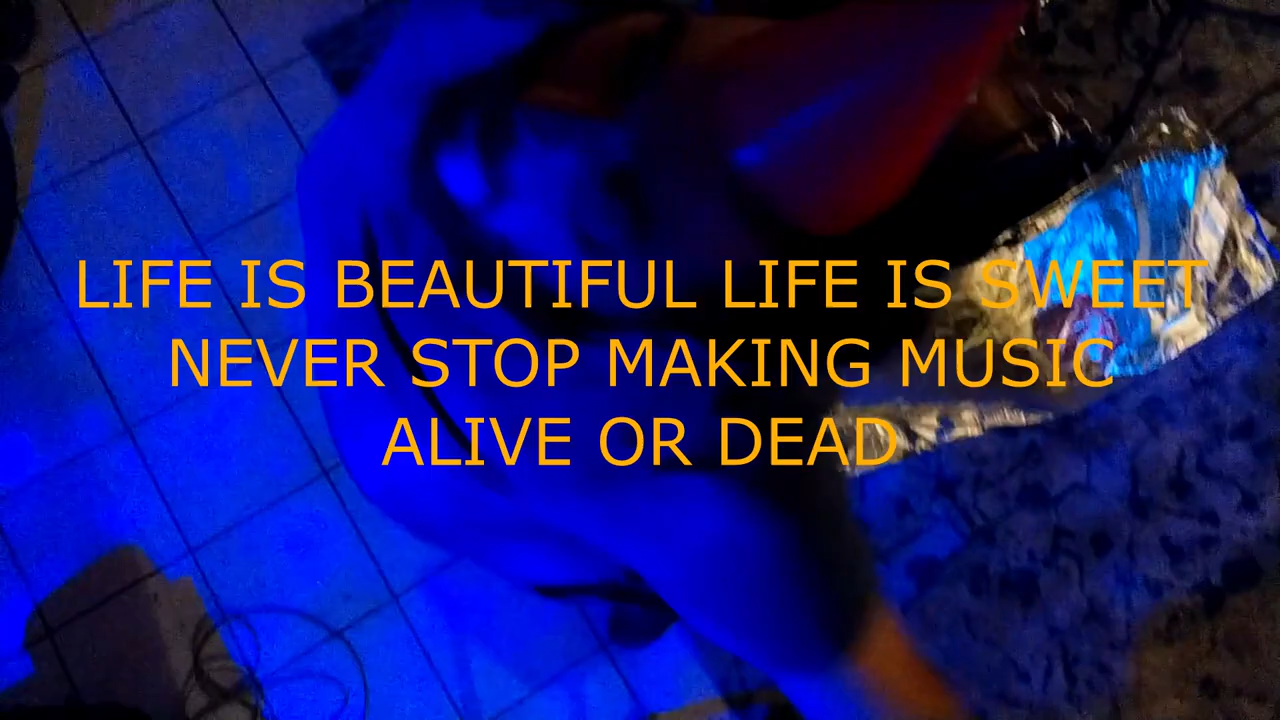 LIFE IS BEAUTIFUL LIFE IS SWEET
NEVER STOP MAKING MUSIC
ALIVE OR DEAD